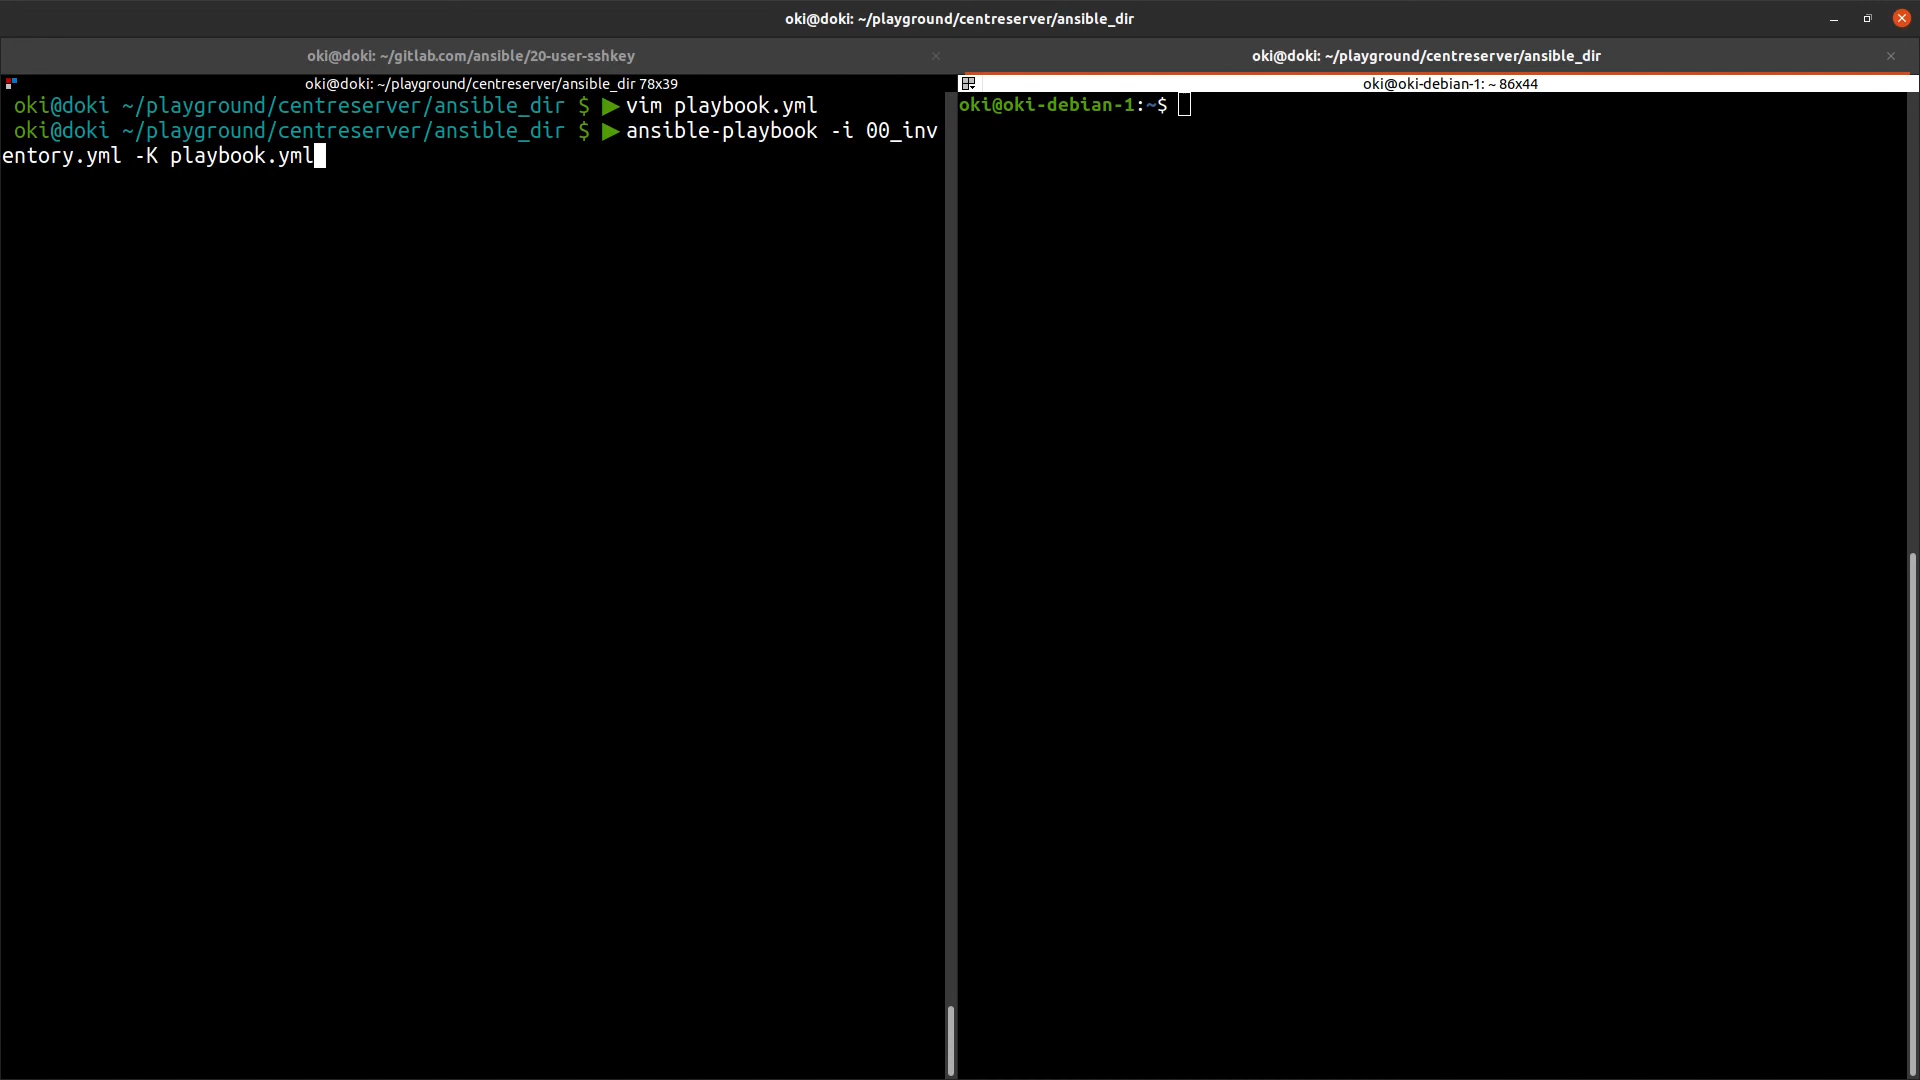 oki@doki: ~/playground/centreserver/ansible_dir
oki@doki: ~/gitlab.com/ansible/20-user-sshkey
oki@doki: ~/playground/centreserver/ansible_dir
oki@doki: ~/playground/centreserver/ansible_dir 78x39
oki@doki ~/playground/centreserver/ansible_dir $ ▶vim playbook.yml
oki@doki ~/playground/centreserver/ansible_dir $ ▶ansible-playbook -i 00_inv
entory.yml -K playbook.yml
oki@oki-debian-1: ~ 86x44
oki@oki-debian-1:~$